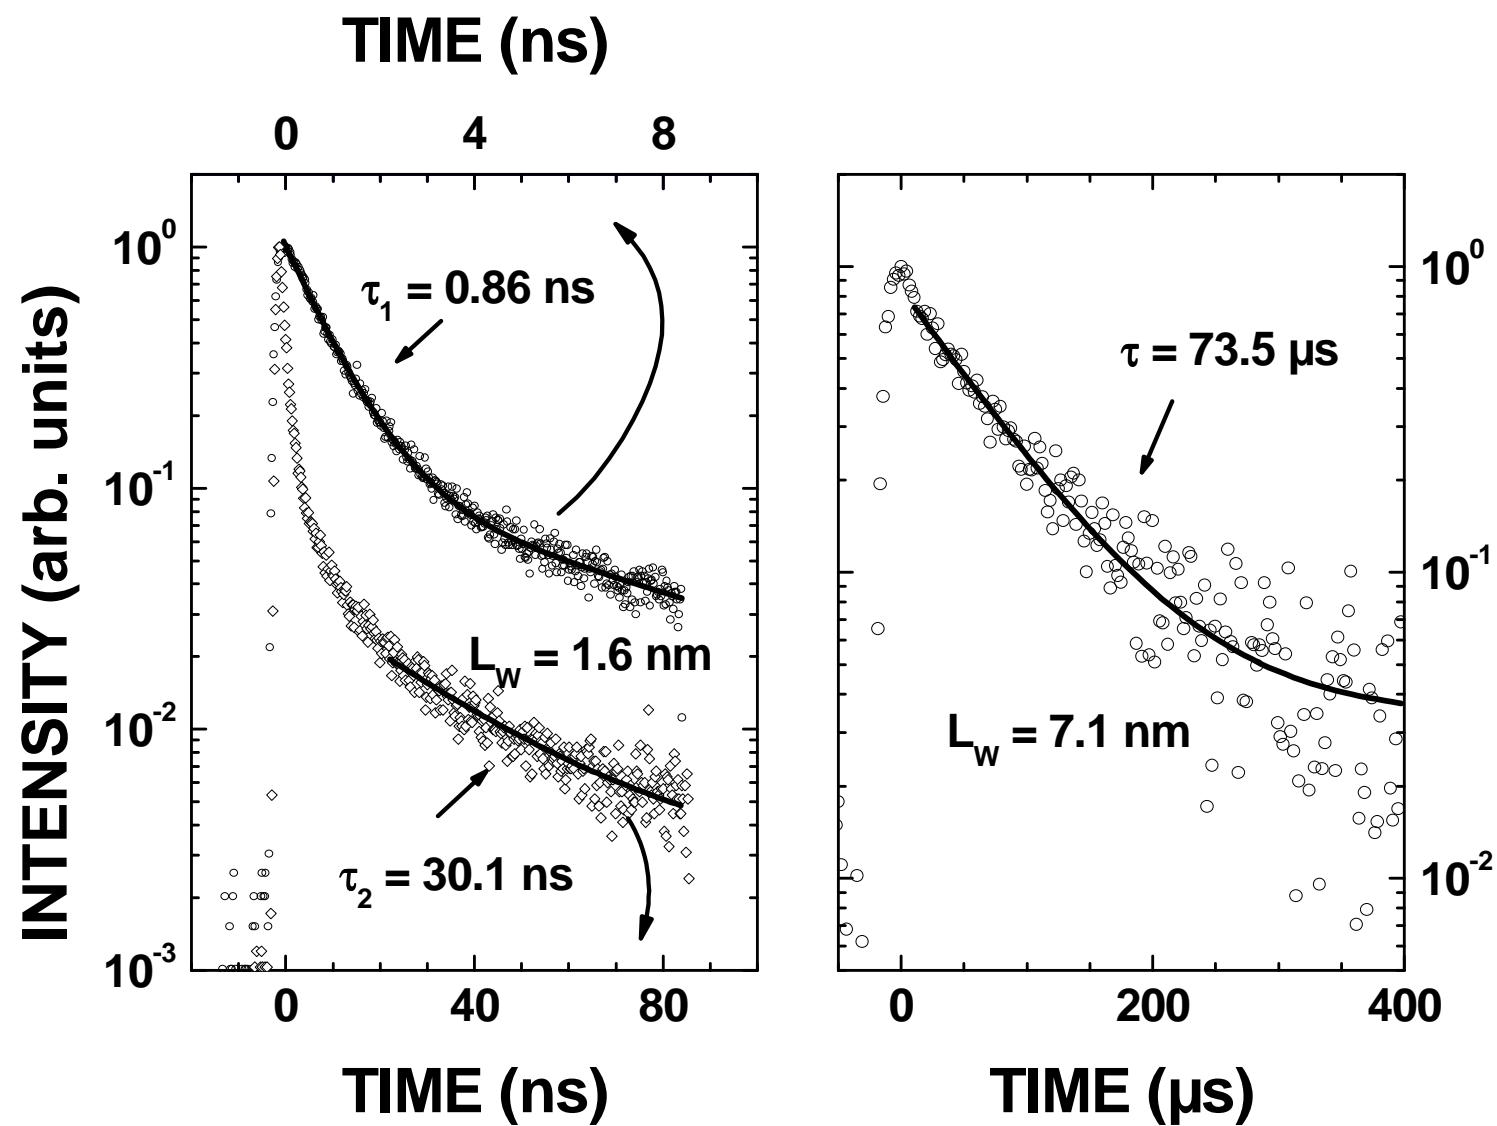 TIME (ns)
0 4 8
INTENSITY (arb. units)
10^0
10^-1
10^-2
10^-3
τ_1 = 0.86 ns
L_W = 1.6 nm
τ_2 = 30.1 ns
0 40 80
TIME (ns)
τ = 73.5 μs
L_W = 7.1 nm
10^0
10^-1
10^-2
0 200 400
TIME (μs)